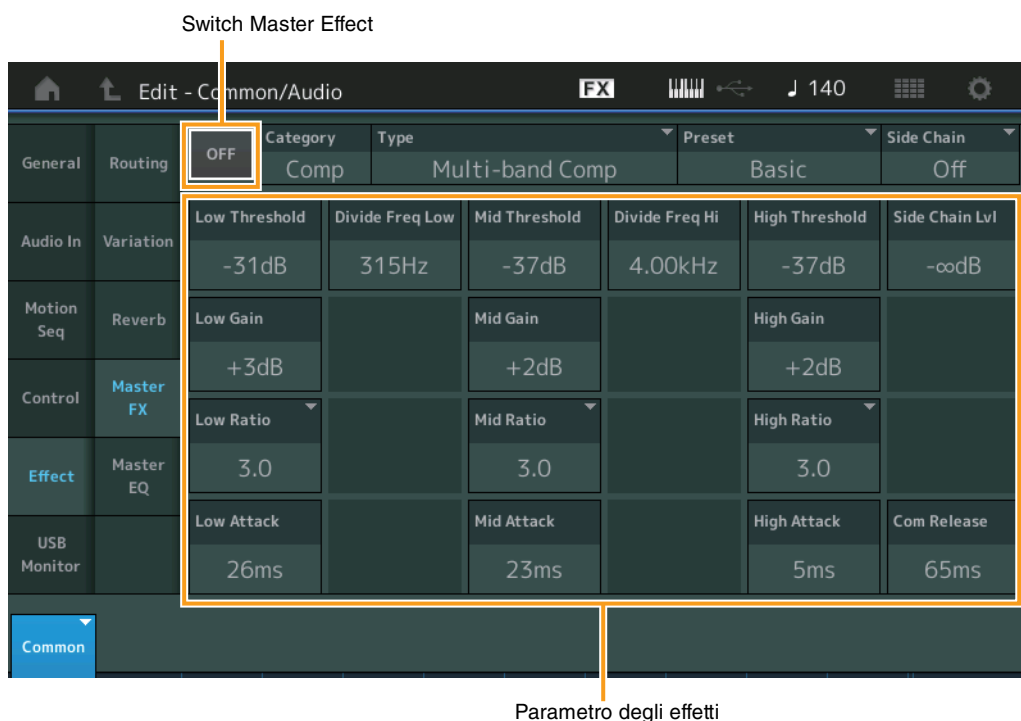 Switch Master Effect
Edit - Common/Audio
FX
140
General
Routing
OFF
Category
Comp
Type
Multi-band Comp
Preset
Basic
Side Chain
Off
Audio In
Variation
Low Threshold
-31dB
Divide Freq Low
315Hz
Mid Threshold
-37dB
Divide Freq Hi
4.00kHz
High Threshold
-37dB
Side Chain Lvl
-∞dB
Motion
Seq
Reverb
Low Gain
+3dB
Mid Gain
+2dB
High Gain
+2dB
Control
Master
FX
Low Ratio
3.0
Mid Ratio
3.0
High Ratio
3.0
Effect
Master
EQ
Low Attack
26ms
Mid Attack
23ms
High Attack
5ms
Com Release
65ms
USB
Monitor
Common
Parametro degli effetti